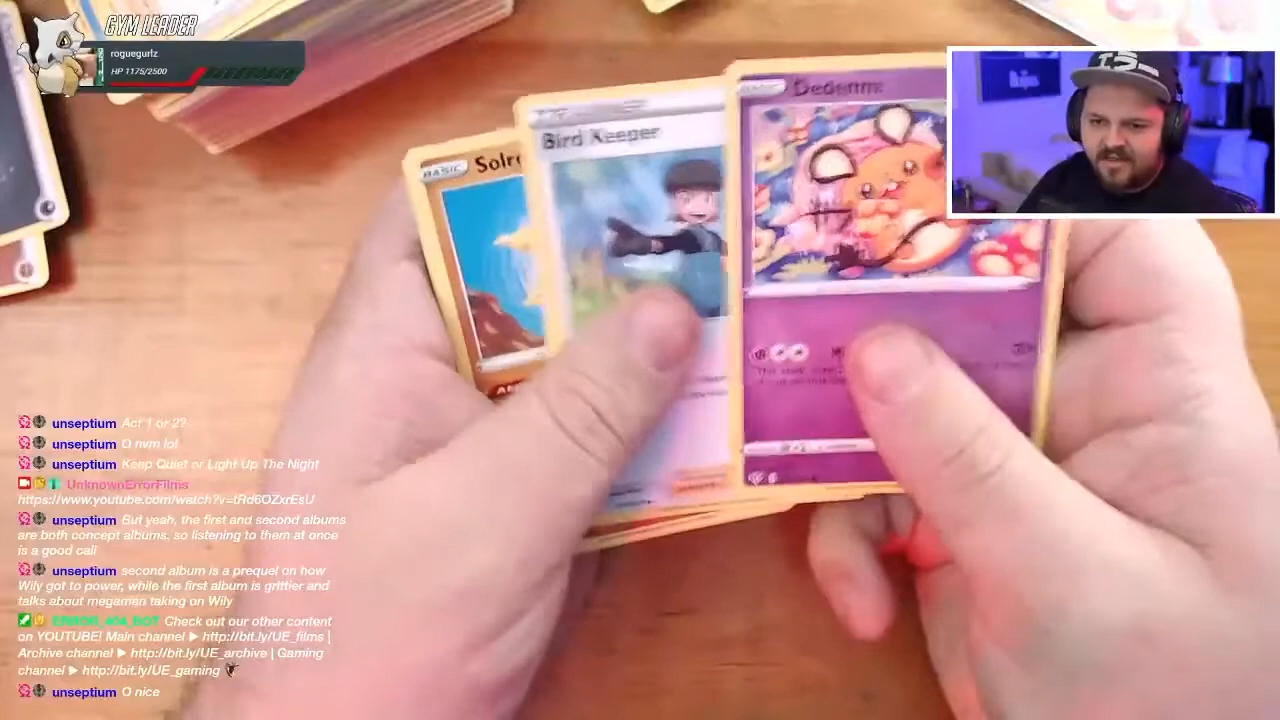 GYM LEADER
roguegurlz
HP 1175/2500
BASIC
Solro
Bird Keeper
BASIC
Dedenne
unseptium Act 1 or 2?
unseptium O nvm lol
unseptium Keep Quiet or Light Up The Night
UnknownErrorFilms
https://www.youtube.com/watch?v=tRd6OZxrEsU
unseptium But yeah, the first and second albums
are both concept albums, so listening to them at once
is a good call
unseptium second album is a prequel on how
Wily got to power, while the first album is grittier and
talks about megaman taking on Wily
ERROR_404_BOT Check out our other content
on YOUTUBE! Main channel ► http://bit.ly/UE_films |
Archive channel ► http://bit.ly/UE_archive | Gaming
channel ► http://bit.ly/UE_gaming
unseptium O nice